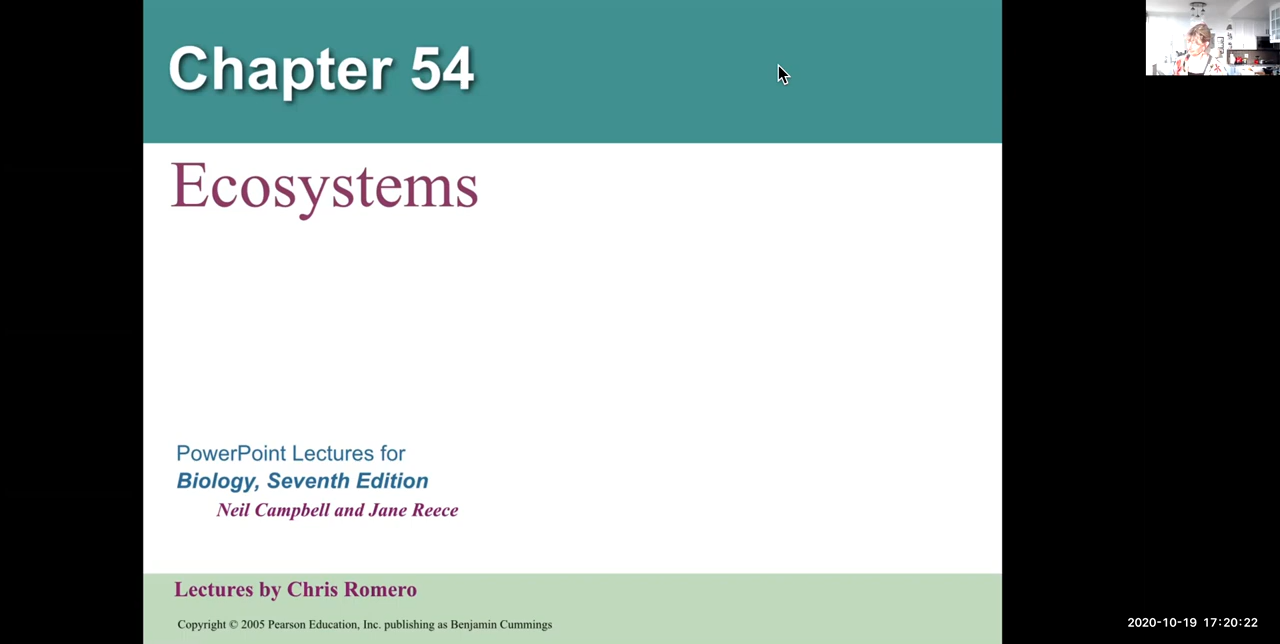 Chapter 54
Ecosystems
PowerPoint Lectures for
Biology, Seventh Edition
Neil Campbell and Jane Reece
Lectures by Chris Romero
Copyright © 2005 Pearson Education, Inc. publishing as Benjamin Cummings
2020-10-19 17:20:22